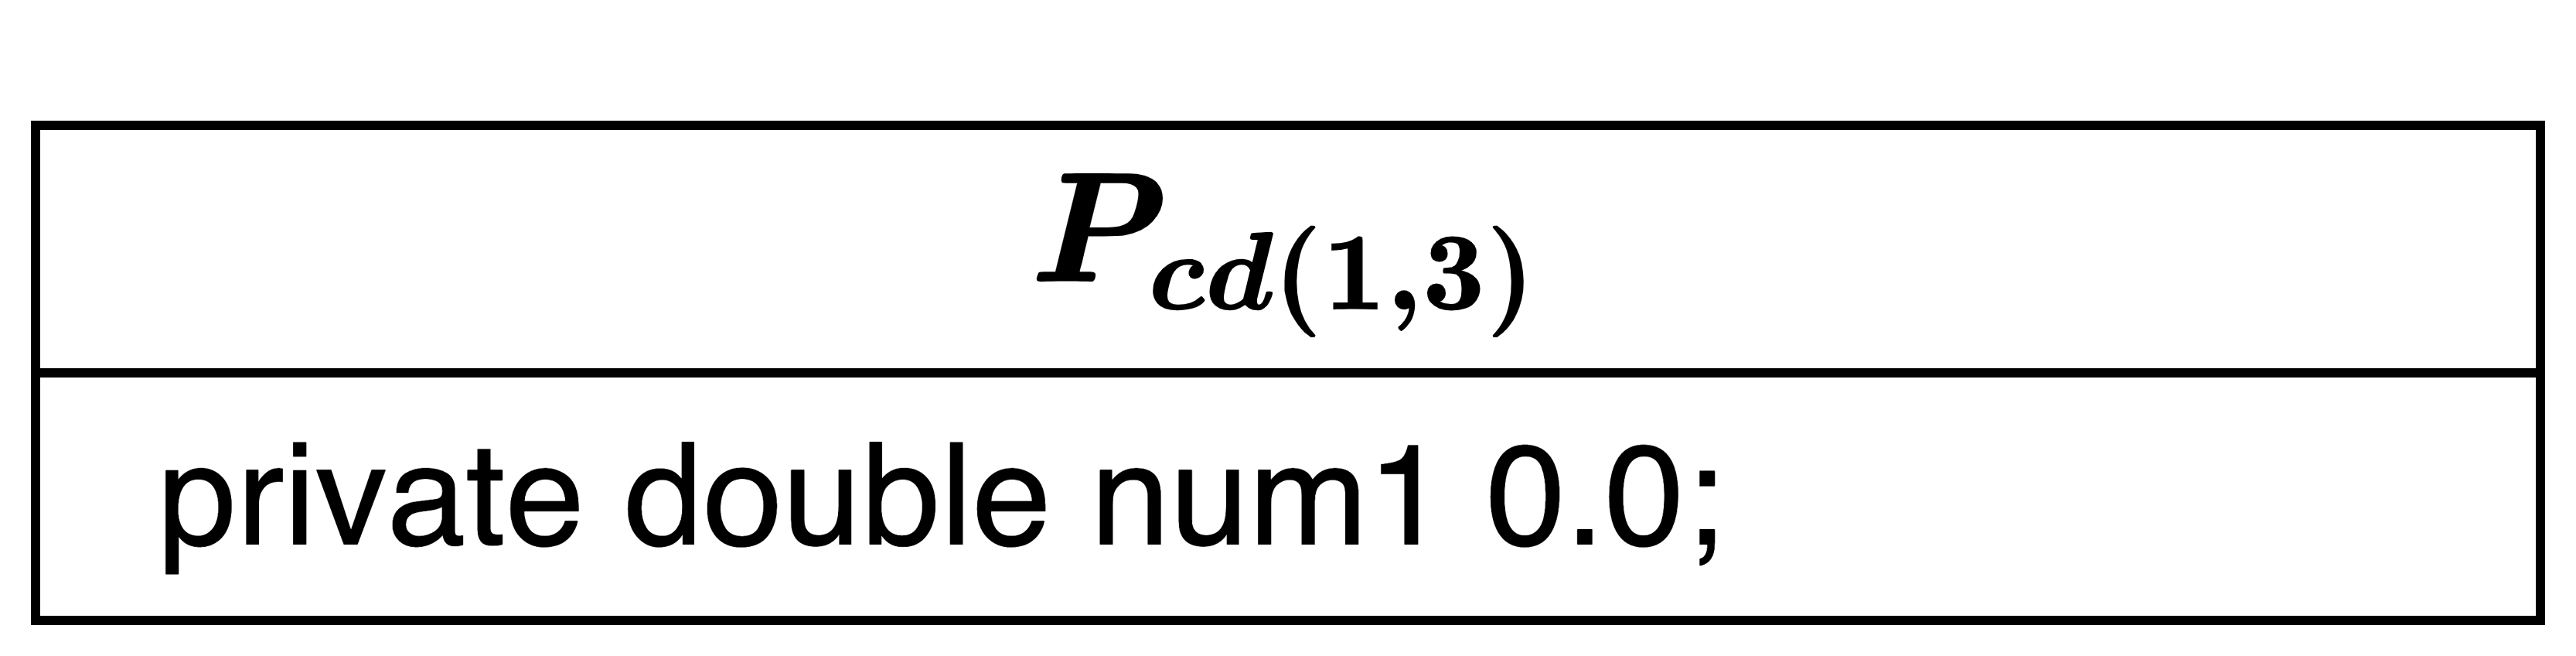 P_{cd(1,3)}
private double num1 0.0;